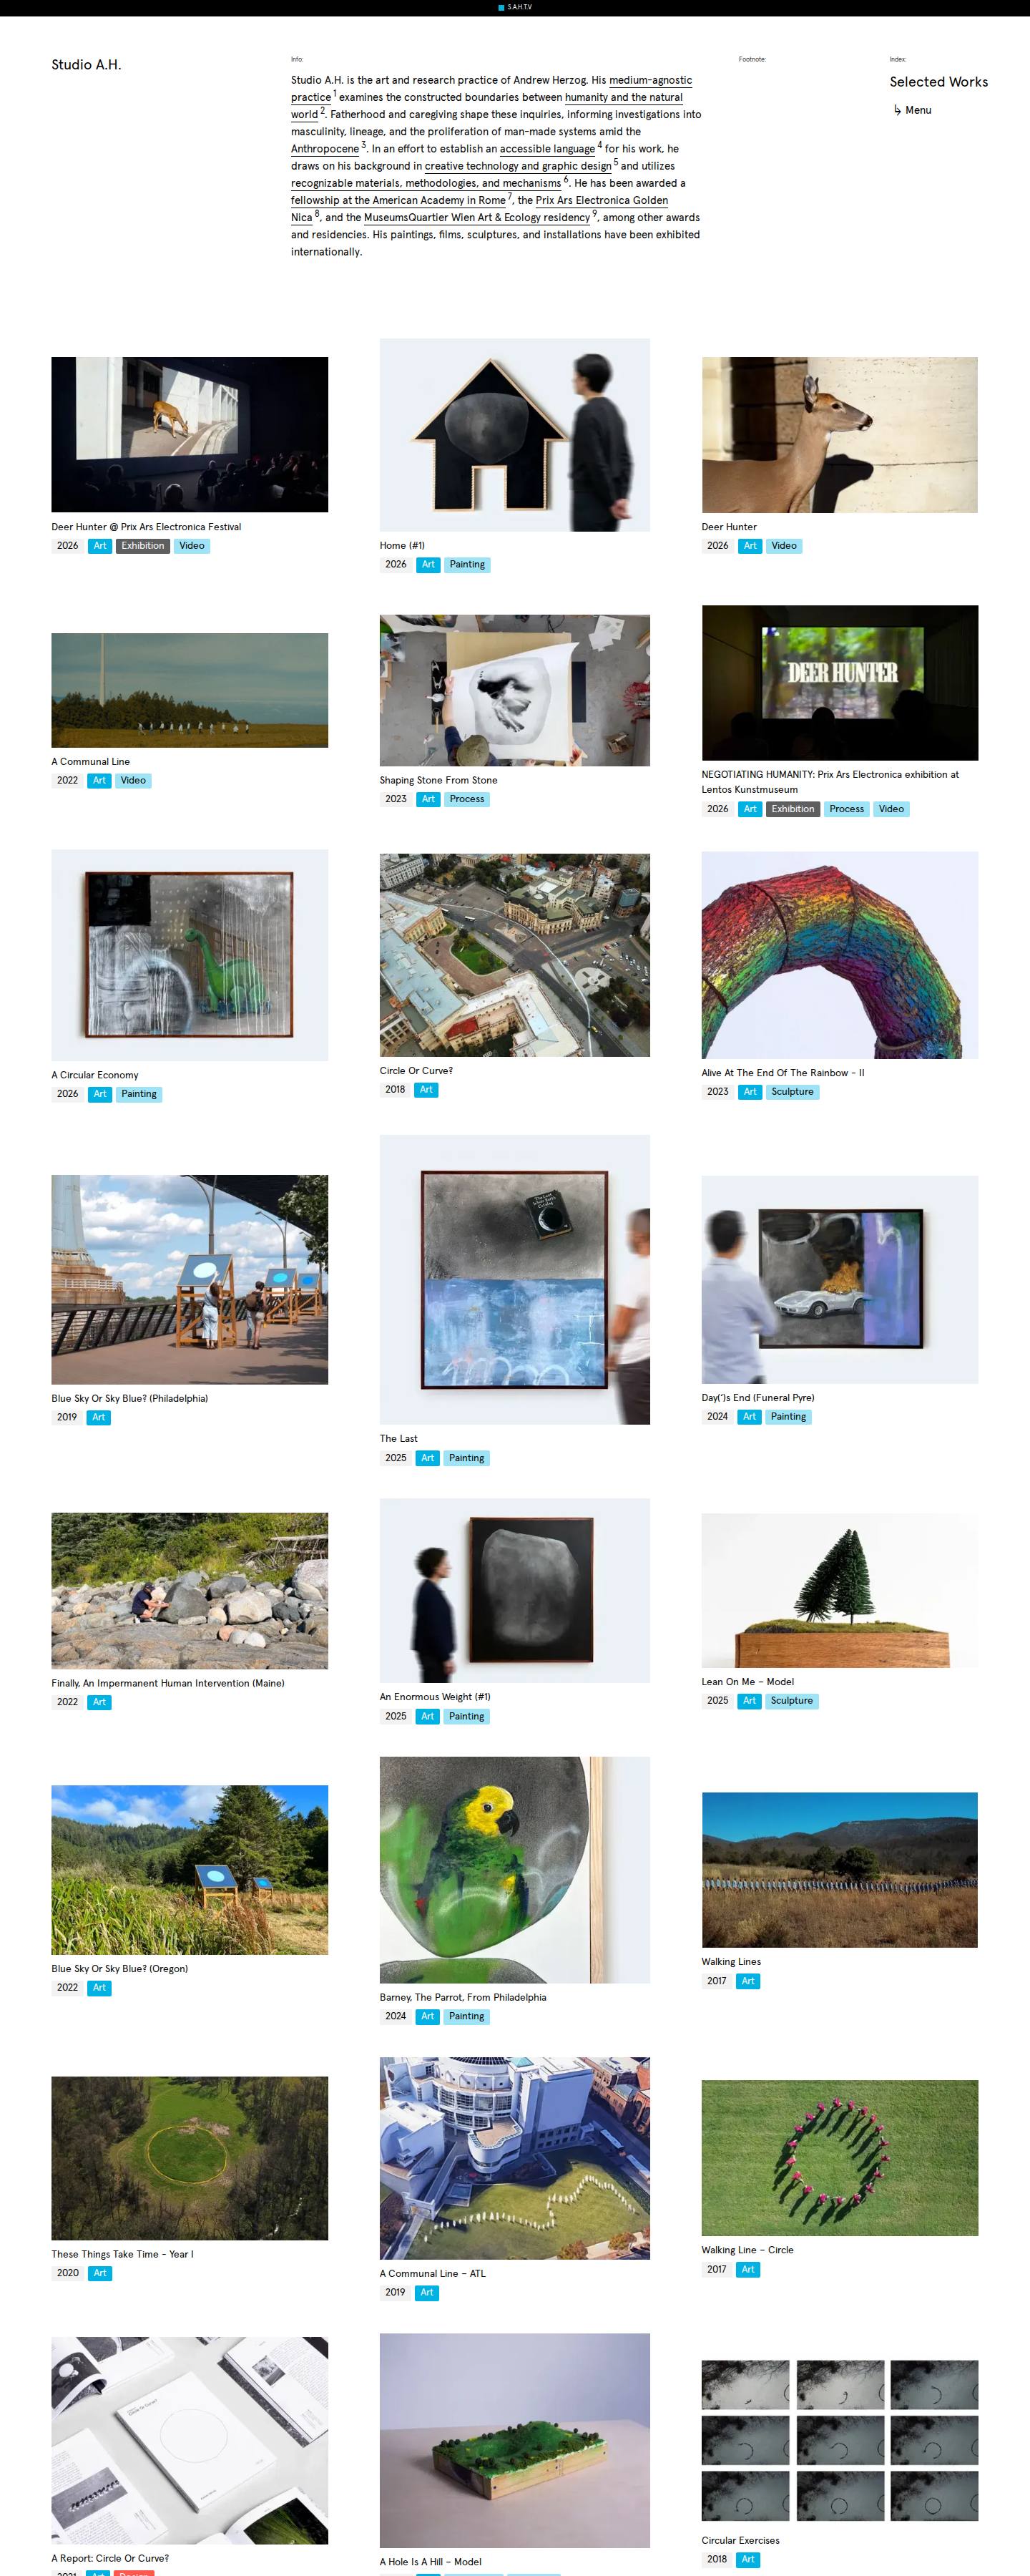 S.A.H.T.V
Studio A.H.
Info:
Studio A.H. is the art and research practice of Andrew Herzog. His medium-agnostic
practice 1 examines the constructed boundaries between humanity and the natural
world 2. Fatherhood and caregiving shape these inquiries, informing investigations into
masculinity, lineage, and the proliferation of man-made systems amid the
Anthropocene 3. In an effort to establish an accessible language 4 for his work, he
draws on his background in creative technology and graphic design 5 and utilizes
recognizable materials, methodologies, and mechanisms 6. He has been awarded a
fellowship at the American Academy in Rome 7, the Prix Ars Electronica Golden
Nica 8, and the MuseumsQuartier Wien Art & Ecology residency 9, among other awards
and residencies. His paintings, films, sculptures, and installations have been exhibited
internationally.
Footnote:
Index:
Selected Works
↳ Menu
Deer Hunter @ Prix Ars Electronica Festival
2026 Art Exhibition Video
Home (#1)
2026 Art Painting
Deer Hunter
2026 Art Video
A Communal Line
2022 Art Video
Shaping Stone From Stone
2023 Art Process
DEER HUNTER
NEGOTIATING HUMANITY: Prix Ars Electronica exhibition at
Lentos Kunstmuseum
2026 Art Exhibition Process Video
A Circular Economy
2026 Art Painting
Circle Or Curve?
2018 Art
Alive At The End Of The Rainbow - II
2023 Art Sculpture
Blue Sky Or Sky Blue? (Philadelphia)
2019 Art
The Last
2025 Art Painting
Day(')s End (Funeral Pyre)
2024 Art Painting
Finally, An Impermanent Human Intervention (Maine)
2022 Art
An Enormous Weight (#1)
2025 Art Painting
Lean On Me – Model
2025 Art Sculpture
Blue Sky Or Sky Blue? (Oregon)
2022 Art
Barney, The Parrot, From Philadelphia
2024 Art Painting
Walking Lines
2017 Art
These Things Take Time - Year I
2020 Art
A Communal Line – ATL
2019 Art
Walking Line – Circle
2017 Art
A Report: Circle Or Curve?
2021 Art Design
A Hole Is A Hill – Model
Circular Exercises
2018 Art